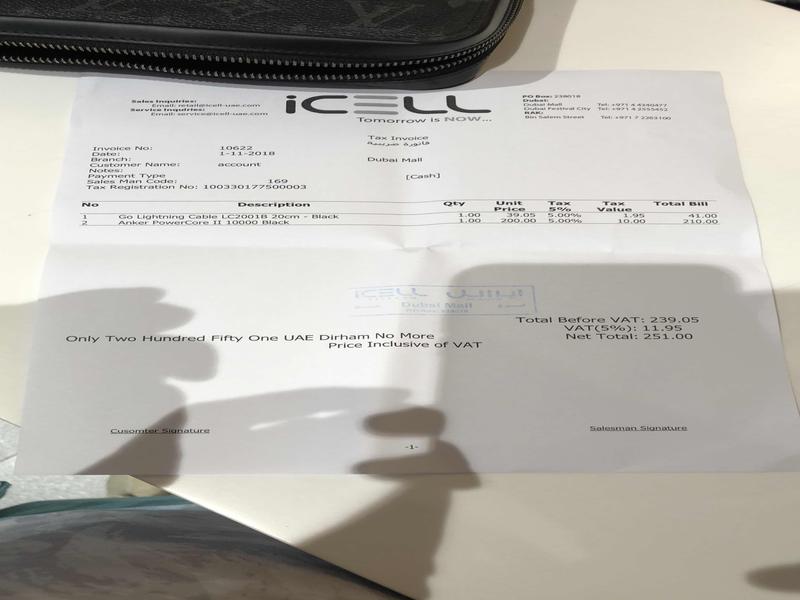 Sales Inquiries:
Email: retail@icell-uae.com
Service Inquiries:
Email: service@icell-uae.com
iCELL
Tomorrow is NOW...
PO Box: 238018
Dubai:
Dubai Mall Tel: +971 4 4340477
Dubai Festival City Tel: +971 4 2555452
RAK:
Bin Salem Street Tel: +971 7 2263100
Tax Invoice
فاتورة ضريبية
Dubai Mall
[Cash]
Invoice No: 10622
Date: 1-11-2018
Branch:
Customer Name: account
Notes:
Payment Type
Sales Man Code: 169
Tax Registration No: 100330177500003
No Description Qty Unit Price Tax 5% Tax Value Total Bill
1 Go Lightning Cable LC2001B 20cm - Black 1.00 39.05 5.00% 1.95 41.00
2 Anker PowerCore II 10000 Black 1.00 200.00 5.00% 10.00 210.00
iCELL
Dubai Mall
Total Before VAT: 239.05
VAT(5%): 11.95
Net Total: 251.00
Only Two Hundred Fifty One UAE Dirham No More
Price Inclusive of VAT
Cusomter Signature
Salesman Signature
-1-